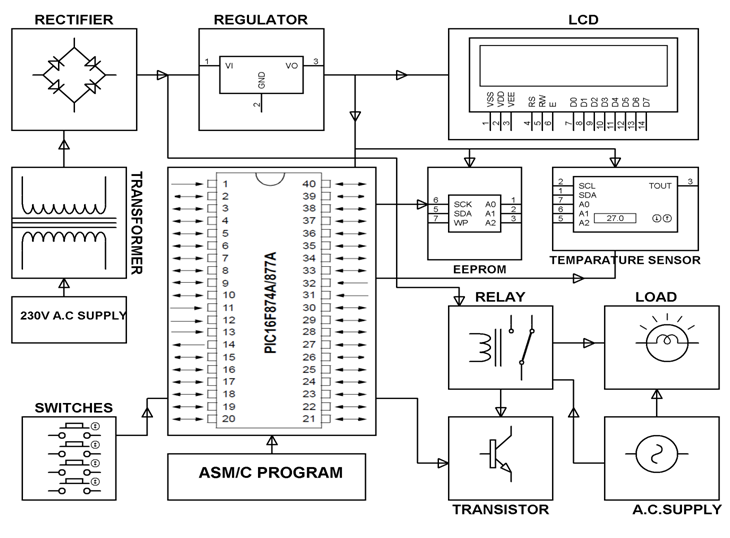 RECTIFIER
REGULATOR
LCD
1 VI VO 3
GND
2
VSS VDD VEE RS RW E D0 D1 D2 D3 D4 D5 D6 D7
1 2 3 4 5 6 7 8 9 10 11 12 13 14
TRANSFORMER
230V A.C SUPPLY
PIC16F874A/877A
1 40
2 39
3 38
4 37
5 36
6 35
7 34
8 33
9 32
10 31
11 30
12 29
13 28
14 27
15 26
16 25
17 24
18 23
19 22
20 21
6 SCK A0 1
5 SDA A1 2
7 WP A2 3
EEPROM
2 SCL TOUT 3
1 SDA
7 A0
6 A1 27.0
5 A2
TEMPARATURE SENSOR
RELAY
LOAD
SWITCHES
ASM/C PROGRAM
TRANSISTOR
A.C.SUPPLY